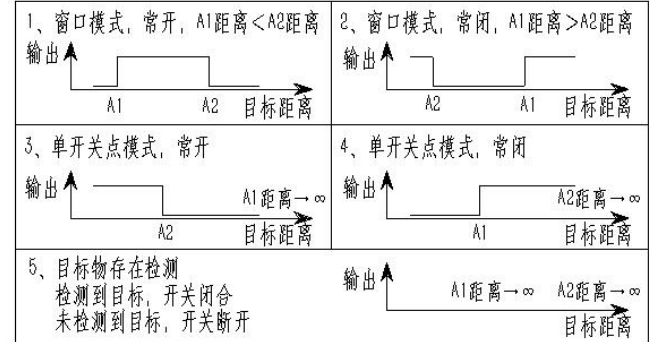 1、窗口模式，常开，A1距离<A2距离
输出
A1
A2
目标距离
2、窗口模式，常闭，A1距离>A2距离
输出
A2
A1
目标距离
3、单开关点模式，常开
输出
A1距离→∞
A2
目标距离
4、单开关点模式，常闭
输出
A2距离→∞
A1
目标距离
5、目标物存在检测
检测到目标，开关闭合
未检测到目标，开关断开
输出
A1距离→∞
A2距离→∞
目标距离